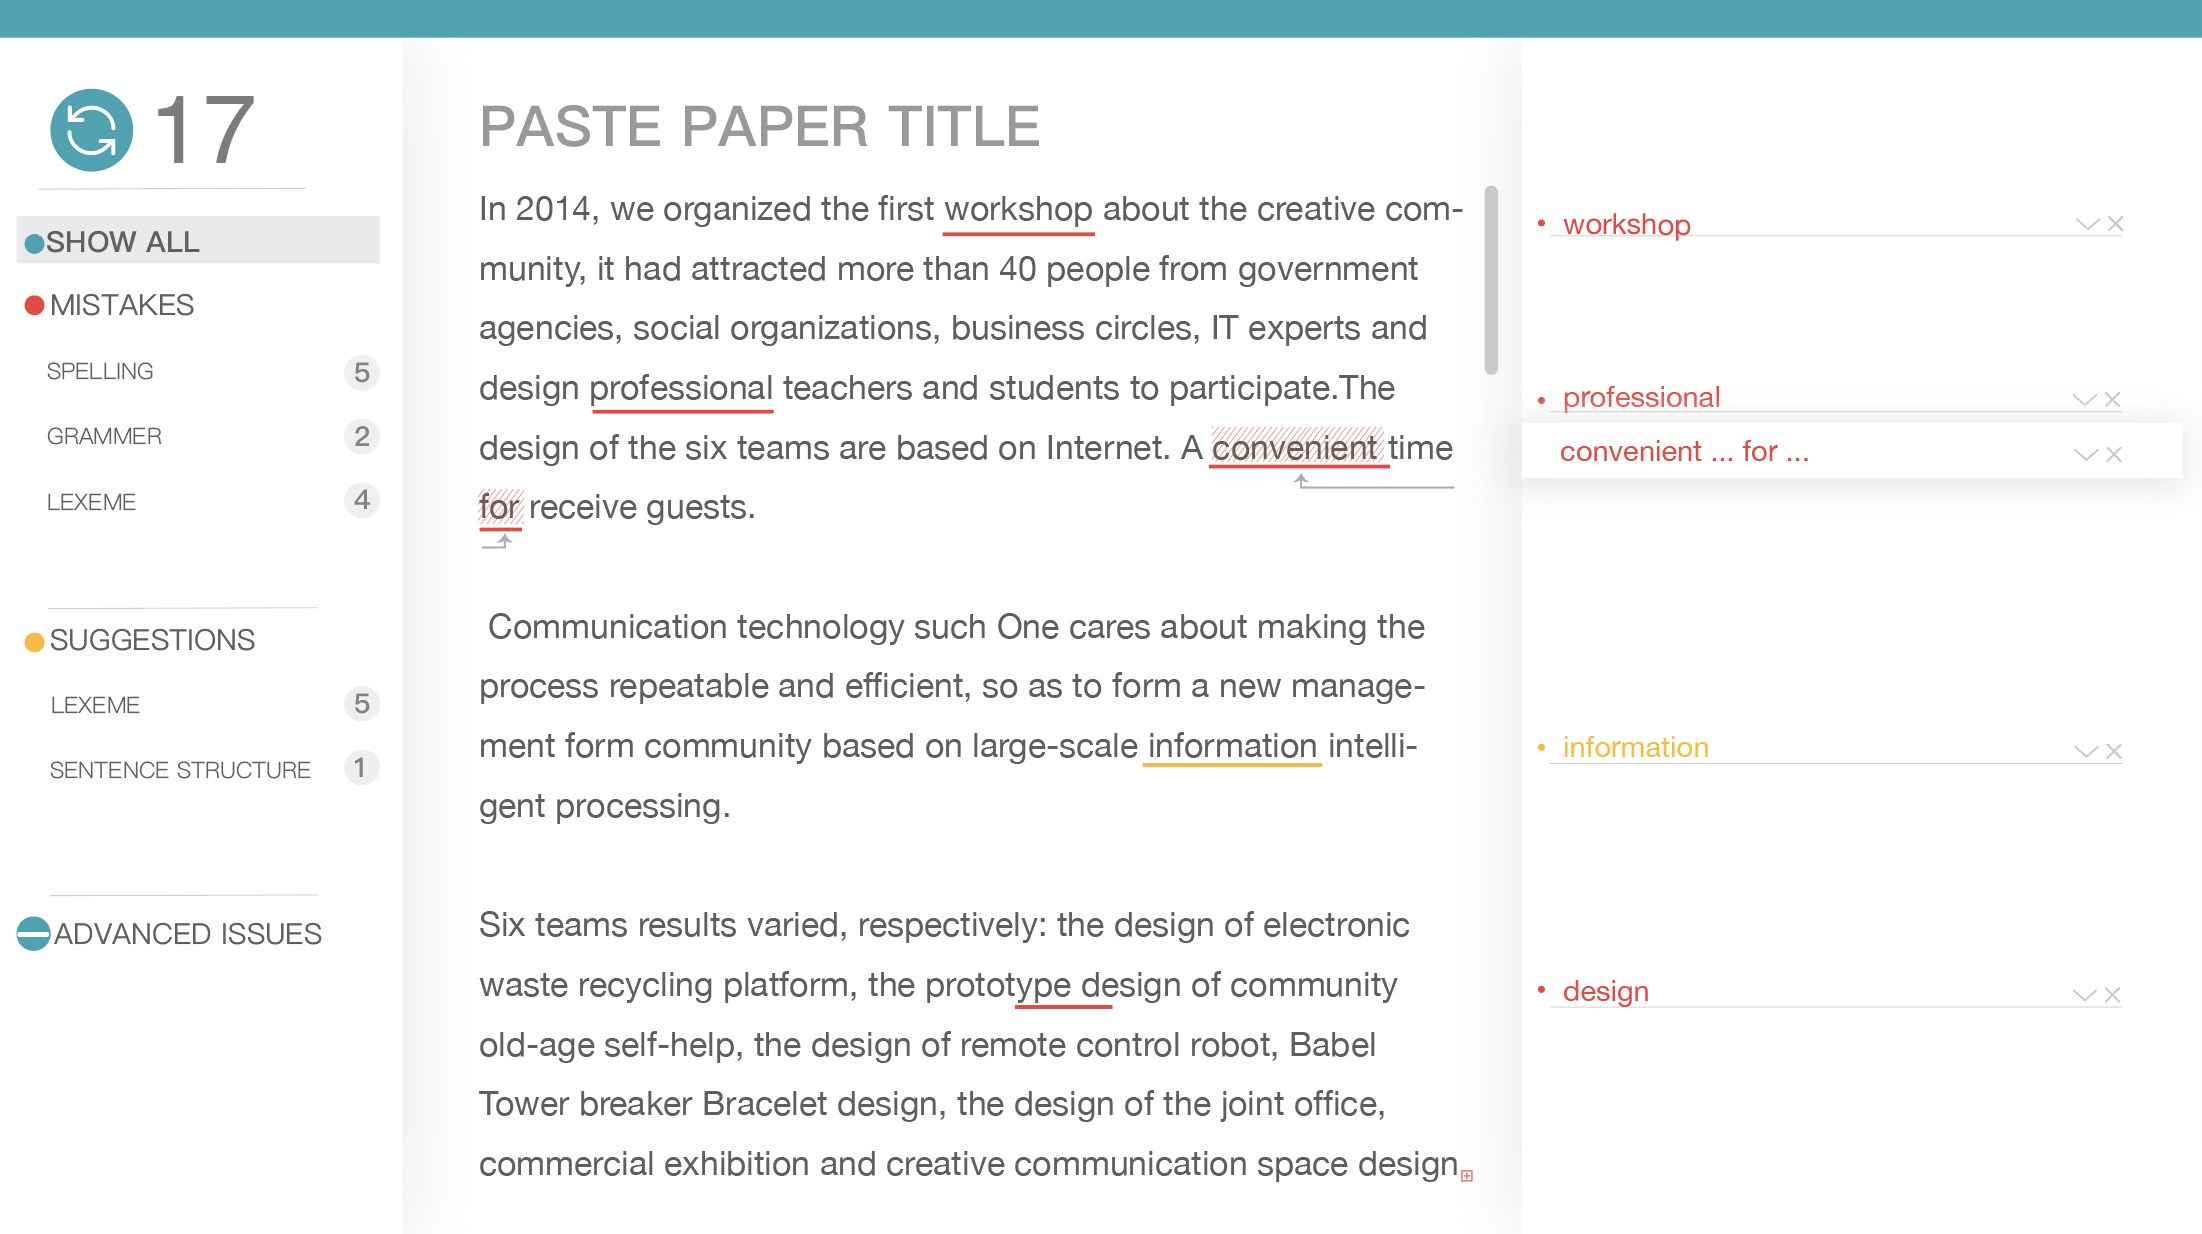 17
SHOW ALL
MISTAKES
SPELLING 5
GRAMMER 2
LEXEME 4
SUGGESTIONS
LEXEME 5
SENTENCE STRUCTURE 1
ADVANCED ISSUES
PASTE PAPER TITLE
In 2014, we organized the first workshop about the creative com-
munity, it had attracted more than 40 people from government
agencies, social organizations, business circles, IT experts and
design professional teachers and students to participate.The
design of the six teams are based on Internet. A convenient time
for receive guests.
Communication technology such One cares about making the
process repeatable and efficient, so as to form a new manage-
ment form community based on large-scale information intelli-
gent processing.
Six teams results varied, respectively: the design of electronic
waste recycling platform, the prototype design of community
old-age self-help, the design of remote control robot, Babel
Tower breaker Bracelet design, the design of the joint office,
commercial exhibition and creative communication space design
workshop
professional
convenient ... for ...
information
design